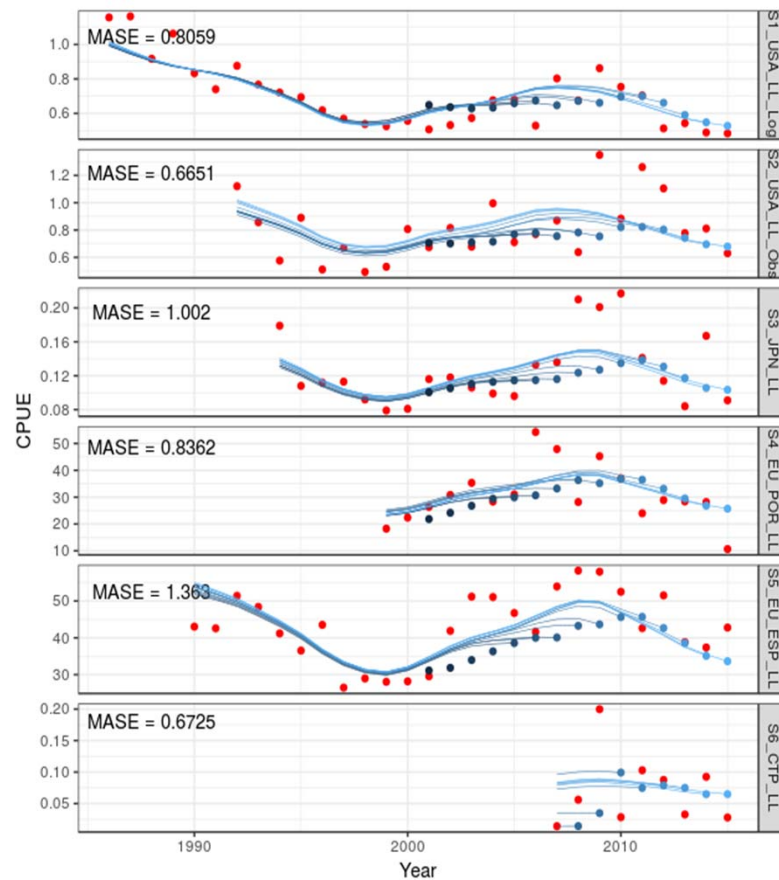 MASE = 0.8059
1.0
0.8
0.6
S1_USA_LL_Log
MASE = 0.6651
1.2
1.0
0.8
0.6
S2_USA_LL_Obs
MASE = 1.002
0.20
0.16
0.12
0.08
S3_JPN_LL
CPUE
MASE = 0.8362
50
40
30
20
10
S4_EU_POR_LL
MASE = 1.363
50
40
30
S5_EU_ESP_LL
MASE = 0.6725
0.20
0.15
0.10
0.05
S6_CTP_LL
1990 2000 2010
Year